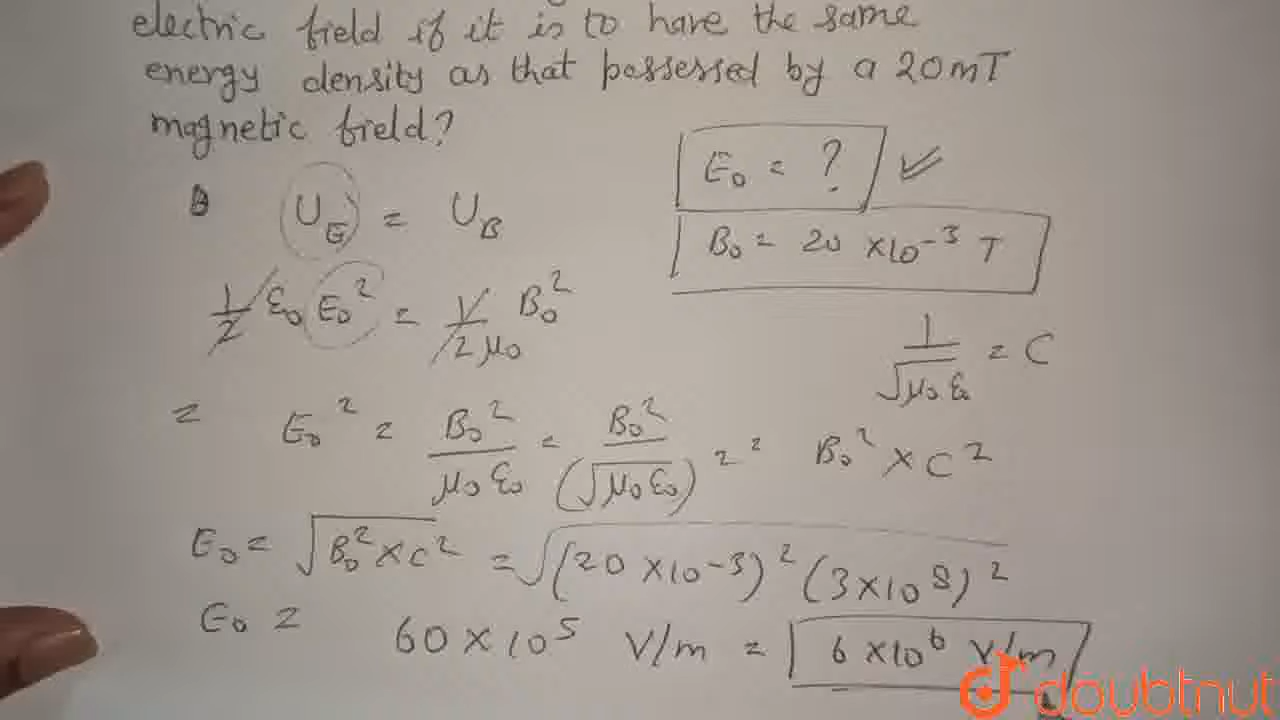 electric field if it is to have the same
energy density as that possessed by a 20mT
magnetic field?
E₀ = ?
B₀ = 20 ×10⁻³ T
U_E = U_B
1/2 ε₀ E₀² = 1/2μ₀ B₀²
1/√μ₀ε₀ = C
= E₀² = B₀²/μ₀ε₀ = B₀²/(√μ₀ε₀)² = B₀² × C²
E₀ = √B₀² × C² = √(20 ×10⁻³)² (3×10⁸)²
E₀ = 60 × 10⁵ V/m = 6 ×10⁶ V/m
doubtnut